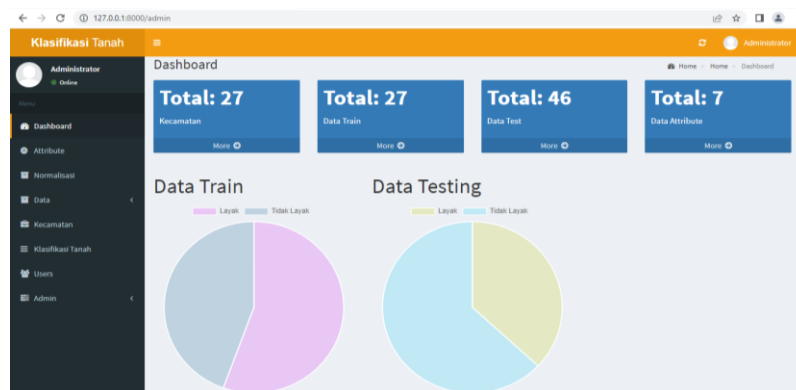 127.0.0.1:8000/admin
Klasifikasi Tanah
Administrator
Administrator
Online
Menu
Dashboard
Attribute
Normalisasi
Data
Kecamatan
Klasifikasi Tanah
Users
Admin
Dashboard
Home > Home > Dashboard
Total: 27
Kecamatan
More
Total: 27
Data Train
More
Total: 46
Data Test
More
Total: 7
Data Attribute
More
Data Train
Layak Tidak Layak
Data Testing
Layak Tidak Layak